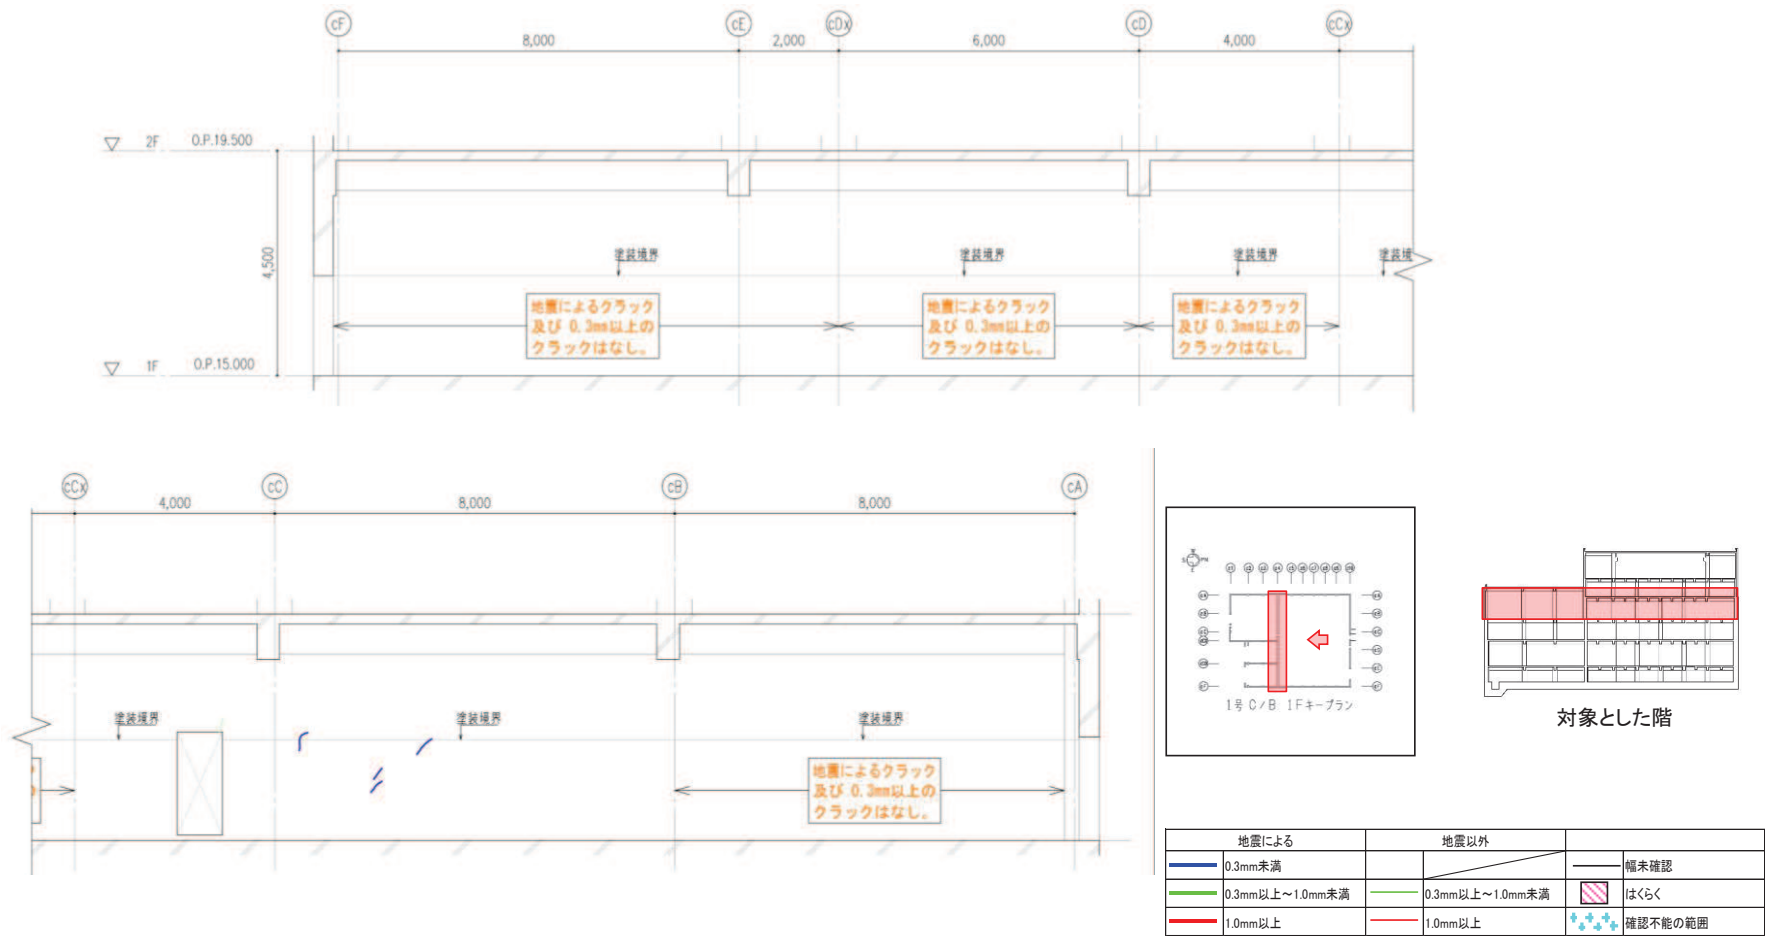 cF cE cDx cD cCx
8,000 2,000 6,000 4,000
2F O.P.19.500
4,500
塗装境界 塗装境界 塗装境界 塗装境
地震によるクラック
及び 0.3mm以上の
クラックはなし。
地震によるクラック
及び 0.3mm以上の
クラックはなし。
地震によるクラック
及び 0.3mm以上の
クラックはなし。
1F O.P.15.000
cCx cC cB cA
4,000 8,000 8,000
塗装境界 塗装境界 塗装境界
地震によるクラック
及び 0.3mm以上の
クラックはなし。
1号 C/B 1Fキープラン
対象とした階
地震による 地震以外
0.3mm未満 幅未確認
0.3mm以上～1.0mm未満 0.3mm以上～1.0mm未満 はくらく
1.0mm以上 1.0mm以上 確認不能の範囲